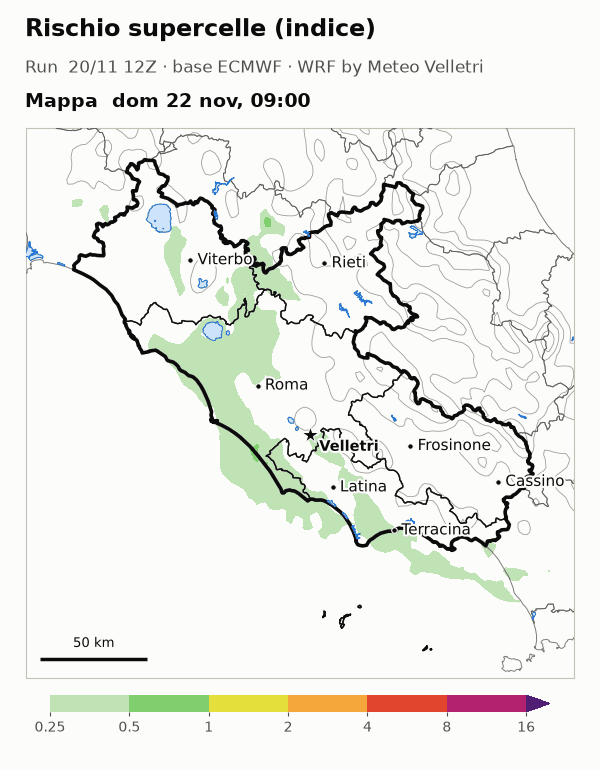 Rischio supercelle (indice)
Run  20/11 12Z · base ECMWF · WRF by Meteo Velletri
Mappa  dom 22 nov, 09:00
Viterbo
Rieti
Roma
Velletri
Frosinone
Cassino
Latina
Terracina
50 km
0.25 0.5 1 2 4 8 16